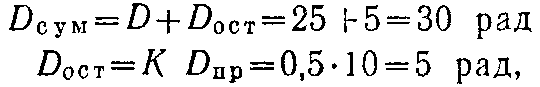 Dсум=D+Dост=25+5=30 рад
Dост=K Dпр=0,5·10=5 рад,